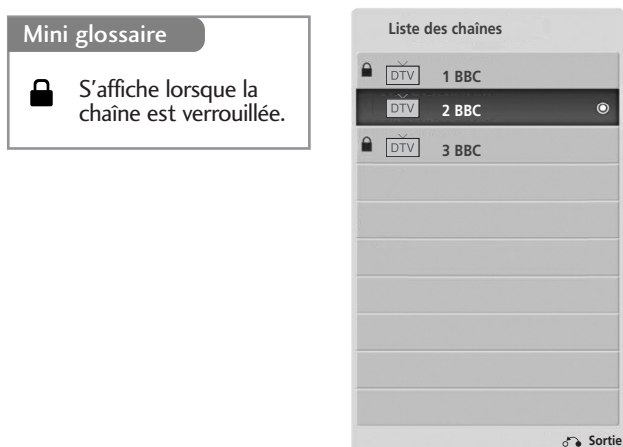 Mini glossaire
S’affiche lorsque la
chaîne est verrouillée.
Liste des chaînes
DTV 1 BBC
DTV 2 BBC
DTV 3 BBC
Sortie